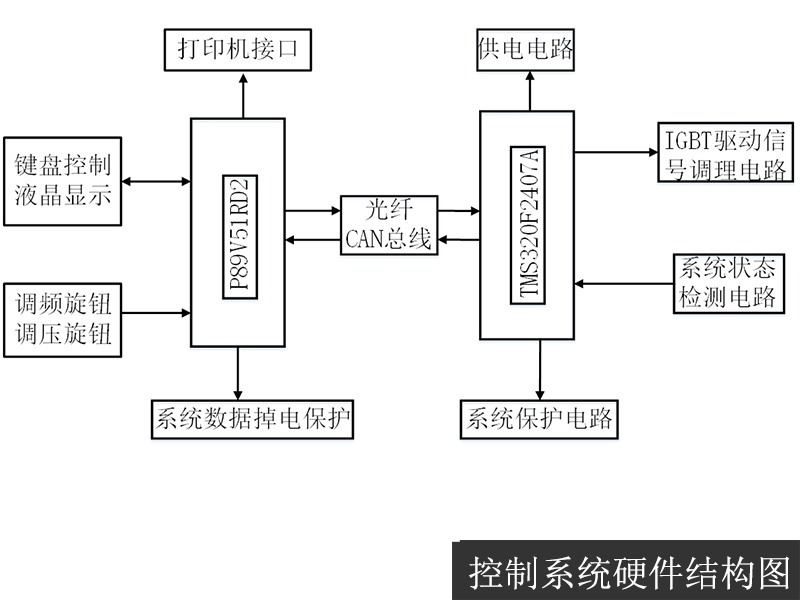 打印机接口
供电电路
键盘控制
液晶显示
P89V51RD2
光纤
CAN总线
TMS320F2407A
IGBT驱动信
号调理电路
调频旋钮
调压旋钮
系统状态
检测电路
系统数据掉电保护
系统保护电路
控制系统硬件结构图